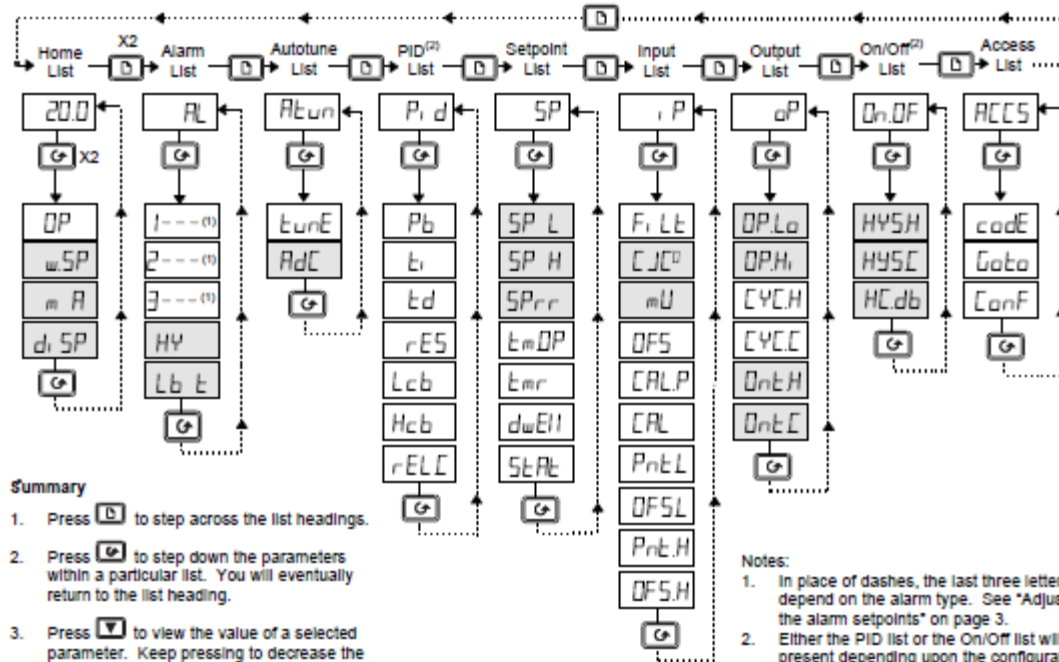 Home List X2 Alarm List Autotune List PID(2) List Setpoint List Input List Output List On/Off(2) List Access List
20.0 AL Atun Pi d SP i P oP On.OF ACCS
X2
OP 1---(1) tunE Pb SP L Fi Lt OP.Lo HYS.H codE
w.SP 2---(1) AdC ti SP H CJC OP.Hi HYS.C Goto
m A 3---(1) td SPrr mV CYC.H HC.db ConF
di SP HY rES tmOP OFS CYC.C
Lb t Lcb tmr CAL.P Ont.H
Hcb dwEll CAL Ont.C
rEL.C StAt Pnt.L
OFS.L
Pnt.H
OFS.H
Summary
1. Press to step across the list headings.
2. Press to step down the parameters
within a particular list. You will eventually
return to the list heading.
3. Press to view the value of a selected
parameter. Keep pressing to decrease the
Notes:
1. In place of dashes, the last three letter
depend on the alarm type. See "Adjus
the alarm setpoints" on page 3.
2. Either the PID list or the On/Off list will
present depending upon the configura